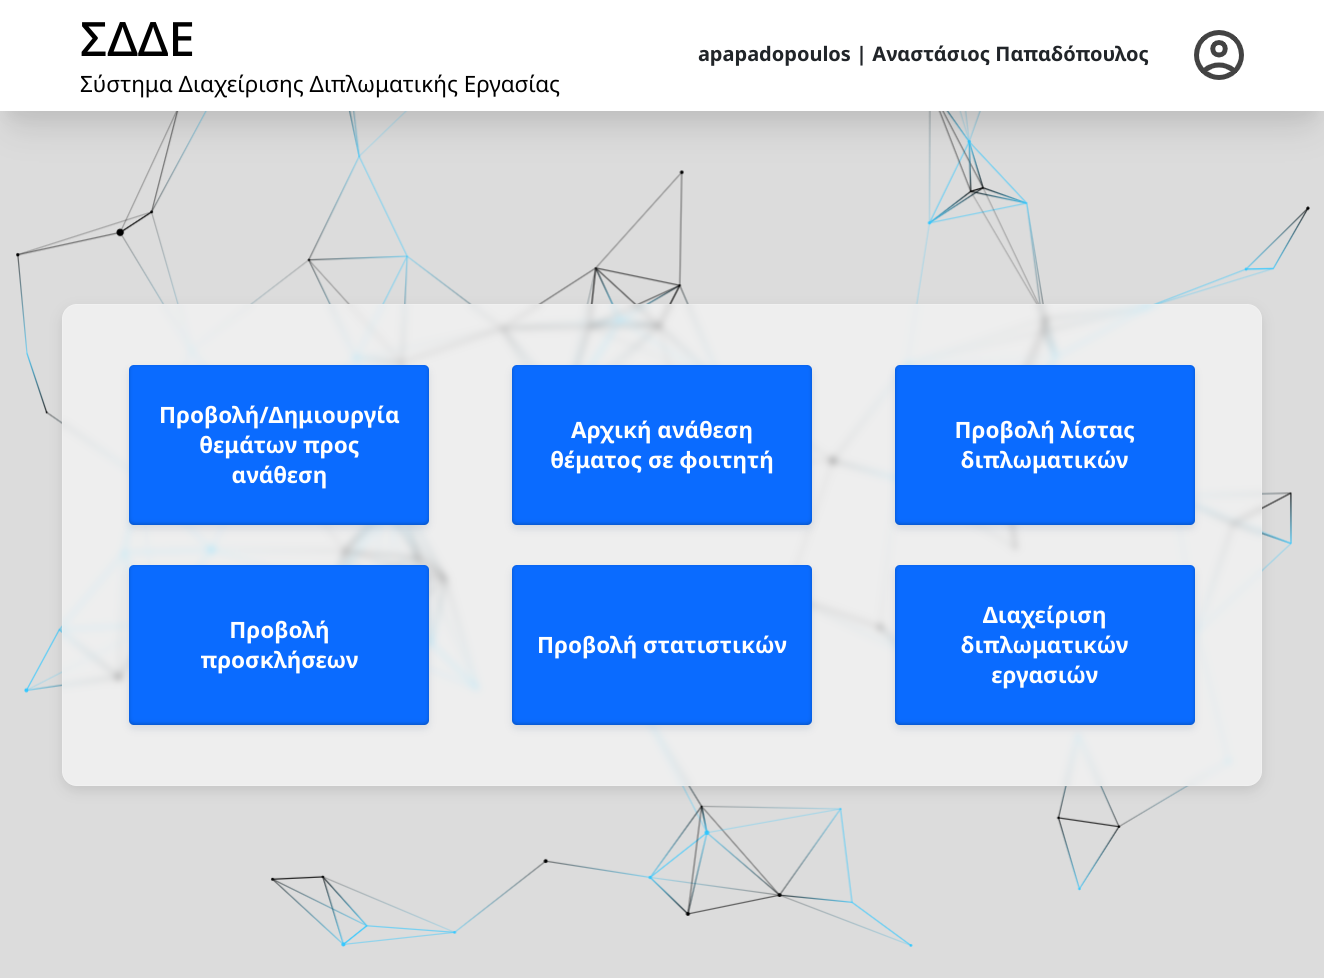 ΣΔΔΕ
Σύστημα Διαχείρισης Διπλωματικής Εργασίας
apapadopoulos | Αναστάσιος Παπαδόπουλος
Προβολή/Δημιουργία
θεμάτων προς
ανάθεση
Αρχική ανάθεση
θέματος σε φοιτητή
Προβολή λίστας
διπλωματικών
Προβολή
προσκλήσεων
Προβολή στατιστικών
Διαχείριση
διπλωματικών
εργασιών